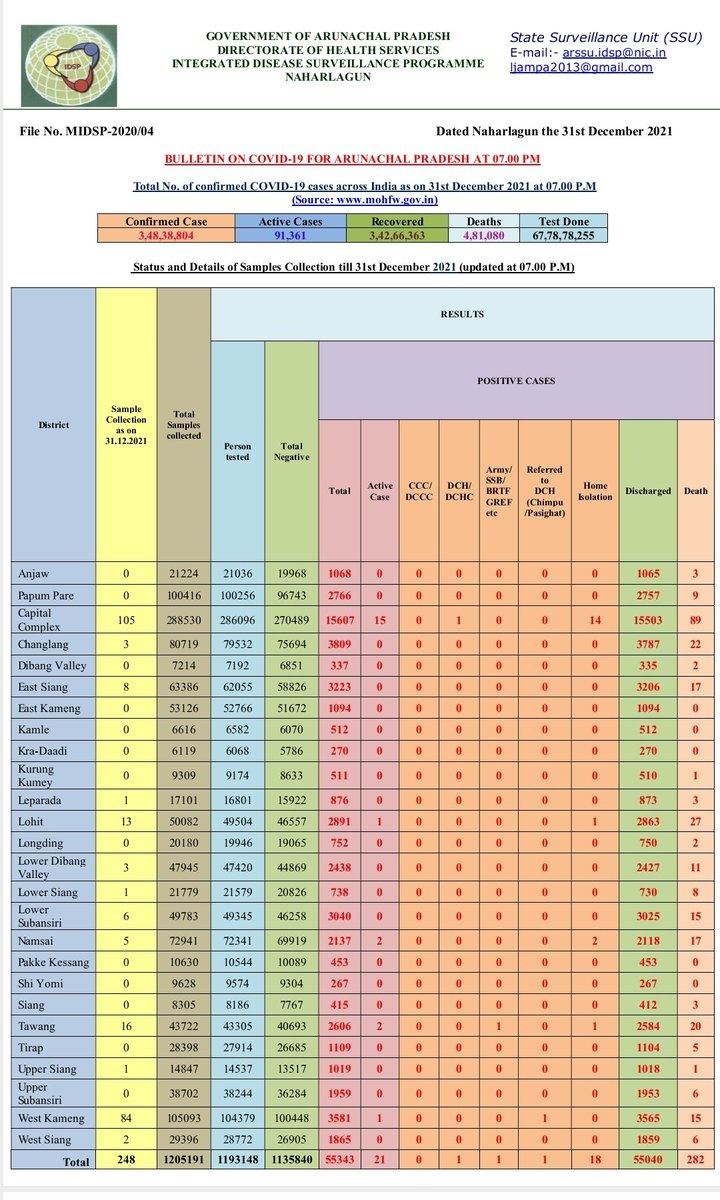 IDSP
GOVERNMENT OF ARUNACHAL PRADESH
DIRECTORATE OF HEALTH SERVICES
INTEGRATED DISEASE SURVEILLANCE PROGRAMME
NAHARLAGUN
State Surveillance Unit (SSU)
E-mail:- arssu.idsp@nic.in
ljampa2013@gmail.com
File No. MIDSP-2020/04 Dated Naharlagun the 31st December 2021
BULLETIN ON COVID-19 FOR ARUNACHAL PRADESH AT 07.00 PM
Total No. of confirmed COVID-19 cases across India as on 31st December 2021 at 07.00 P.M
(Source: www.mohfw.gov.in)
Confirmed Case Active Cases Recovered Deaths Test Done
3,48,38,804 91,361 3,42,66,363 4,81,080 67,78,78,255
Status and Details of Samples Collection till 31st December 2021 (updated at 07.00 P.M)
RESULTS
POSITIVE CASES
District
Sample
Collection
as on
31.12.2021
Total
Samples
collected
Person
tested
Total
Negative
Total
Active
Case
CCC/
DCCC
DCH/
DCHC
Army/
SSB/
BRTF
GREF
etc
Referred
to
DCH
(Chimpu
/Pasighat)
Home
Isolation
Discharged
Death
Anjaw 0 21224 21036 19968 1068 0 0 0 0 0 0 1065 3
Papum Pare 0 100416 100256 96743 2766 0 0 0 0 0 0 2757 9
Capital
Complex 105 288530 286096 270489 15607 15 0 1 0 0 14 15503 89
Changlang 3 80719 79532 75694 3809 0 0 0 0 0 0 3787 22
Dibang Valley 0 7214 7192 6851 337 0 0 0 0 0 0 335 2
East Siang 8 63386 62055 58826 3223 0 0 0 0 0 0 3206 17
East Kameng 0 53126 52766 51672 1094 0 0 0 0 0 0 1094 0
Kamle 0 6616 6582 6070 512 0 0 0 0 0 0 512 0
Kra-Daadi 0 6119 6068 5786 270 0 0 0 0 0 0 270 0
Kurung
Kumey 0 9309 9174 8633 511 0 0 0 0 0 0 510 1
Leparada 1 17101 16801 15922 876 0 0 0 0 0 0 873 3
Lohit 13 50082 49504 46557 2891 1 0 0 0 0 1 2863 27
Longding 0 20180 19946 19065 752 0 0 0 0 0 0 750 2
Lower Dibang
Valley 3 47945 47420 44869 2438 0 0 0 0 0 0 2427 11
Lower Siang 1 21779 21579 20826 738 0 0 0 0 0 0 730 8
Lower
Subansiri 6 49783 49345 46258 3040 0 0 0 0 0 0 3025 15
Namsai 5 72941 72341 69919 2137 2 0 0 0 0 2 2118 17
Pakke Kessang 0 10630 10544 10089 453 0 0 0 0 0 0 453 0
Shi Yomi 0 9628 9574 9304 267 0 0 0 0 0 0 267 0
Siang 0 8305 8186 7767 415 0 0 0 0 0 0 412 3
Tawang 16 43722 43305 40693 2606 2 0 0 1 0 1 2584 20
Tirap 0 28398 27914 26685 1109 0 0 0 0 0 0 1104 5
Upper Siang 1 14847 14537 13517 1019 0 0 0 0 0 0 1018 1
Upper
Subansiri 0 38702 38244 36284 1959 0 0 0 0 0 0 1953 6
West Kameng 84 105093 104379 100448 3581 1 0 0 0 1 0 3565 15
West Siang 2 29396 28772 26905 1865 0 0 0 0 0 0 1859 6
Total 248 1205191 1193148 1135840 55343 21 0 1 1 1 18 55040 282